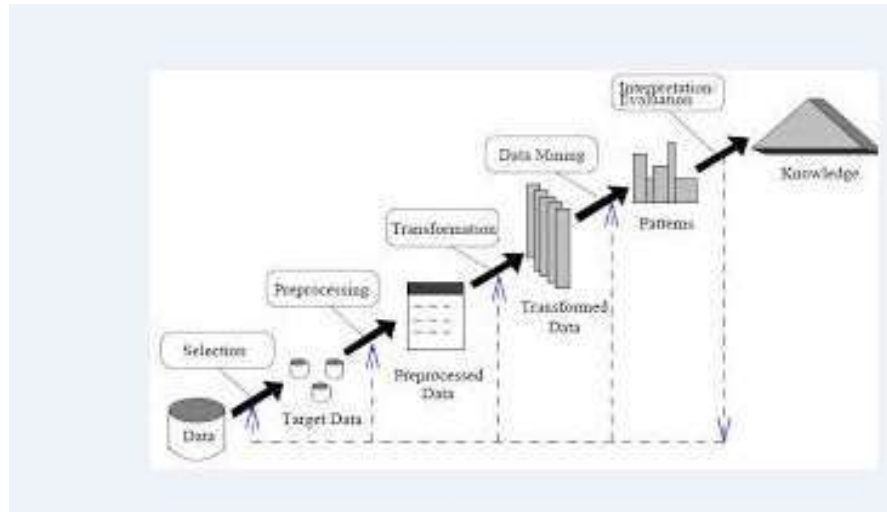 Interpretation
Evaluation
Knowledge
Data Mining
Patterns
Transformation
Transformed
Data
Preprocessing
Preprocessed
Data
Selection
Target Data
Data